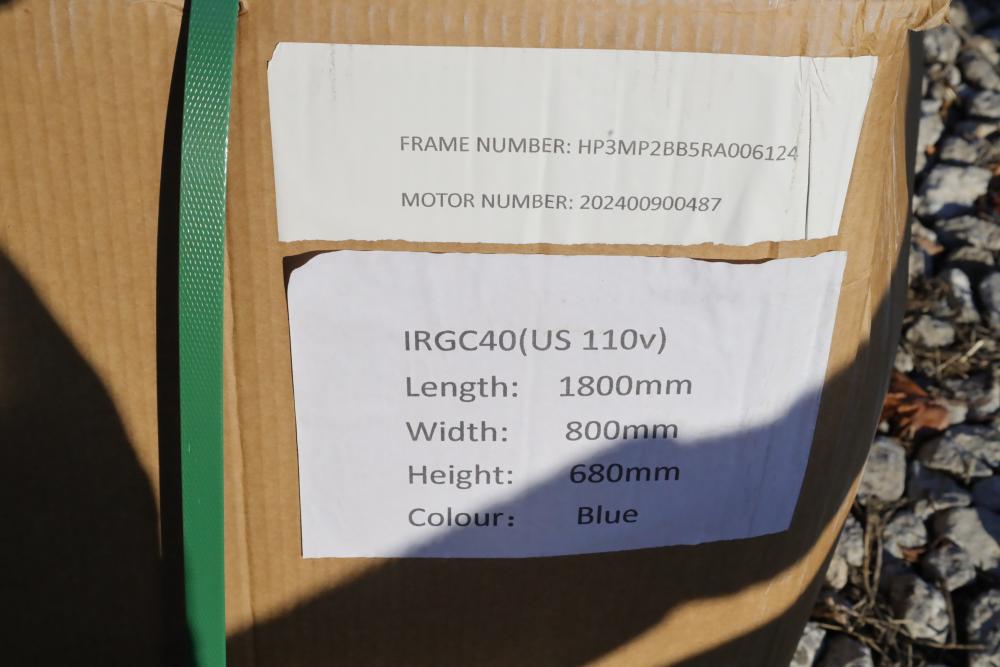 FRAME NUMBER: HP3MP2BB5RA006124
MOTOR NUMBER: 202400900487
IRGC40(US 110v)
Length: 1800mm
Width: 800mm
Height: 680mm
Colour: Blue